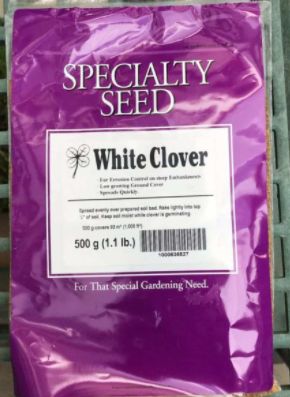 SPECIALTY
SEED
White Clover
For Erosion Control on steep Embankments
Low growing Ground Cover
Spreads Quickly
Spread evenly over prepared soil bed, Rake lightly into top
of soil, Keep soil moist while clover is germinating.
500 g covers 92 m² (1,000 ft²)
500 g (1.1 lb.)
1000636827
For That Special Gardening Need.